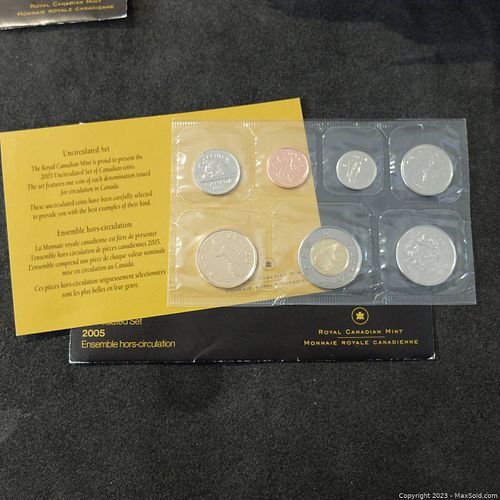 ROYAL CANADIAN MINT
MONNAIE ROYALE CANADIENNE
Uncirculated Set
The Royal Canadian Mint is proud to present the
2005 Uncirculated Set of Canadian coins.
The set features one coin of each denomination issued
for circulation in Canada.
These uncirculated coins have been carefully selected
to provide you with the best examples of their kind.
Ensemble hors-circulation
La Monnaie royale canadienne est fière de présenter
l'ensemble hors-circulation de pièces canadiennes 2005.
L'ensemble comprend une pièce de chaque valeur nominale
mise en circulation au Canada.
Ces pièces hors-circulation soigneusement sélectionnées
sont les plus belles en leur genre.
CANADA
Set
2005
Ensemble hors-circulation
ROYAL CANADIAN MINT
MONNAIE ROYALE CANADIENNE
Copyright 2023 - MaxSold.com